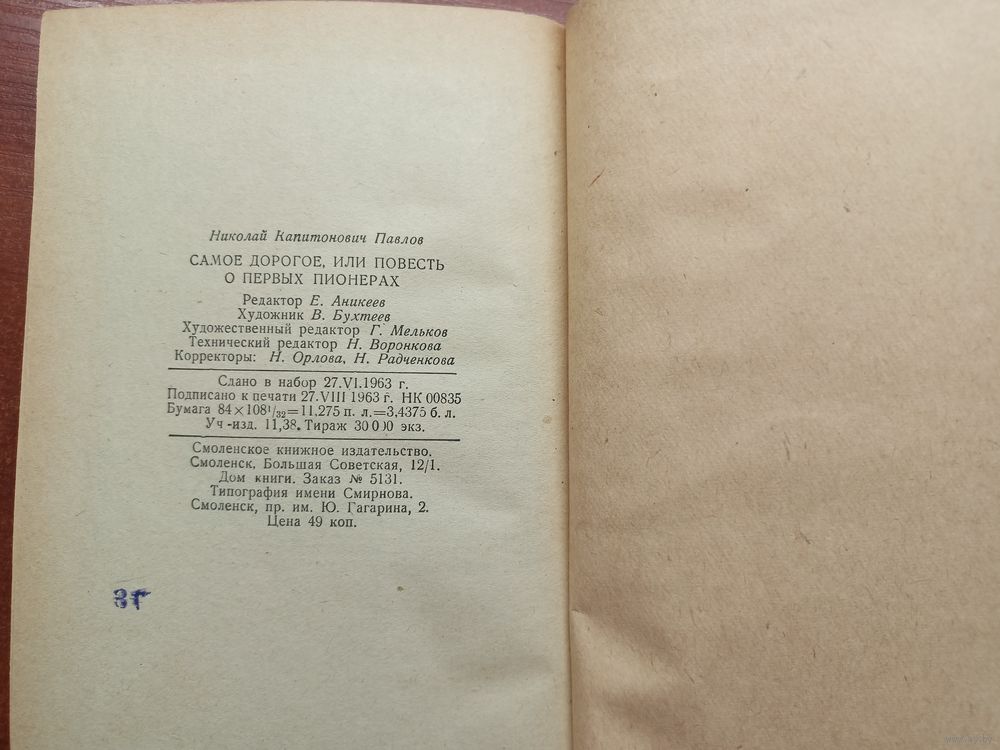 Николай Капитонович Павлов
САМОЕ ДОРОГОЕ, ИЛИ ПОВЕСТЬ
О ПЕРВЫХ ПИОНЕРАХ
Редактор Е. Аникеев
Художник В. Бухтеев
Художественный редактор Г. Мельков
Технический редактор Н. Воронкова
Корректоры: Н. Орлова, Н. Радченкова
Сдано в набор 27.VI.1963 г.
Подписано к печати 27.VIII 1963 г. НК 00835
Бумага 84×108¹/₃₂=11,275 п. л.=3,4375 б. л.
Уч-изд. 11,38. Тираж 30 000 экз.
Смоленское книжное издательство.
Смоленск, Большая Советская, 12/1.
Дом книги. Заказ № 5131.
Типография имени Смирнова.
Смоленск, пр. им. Ю. Гагарина, 2.
Цена 49 коп.